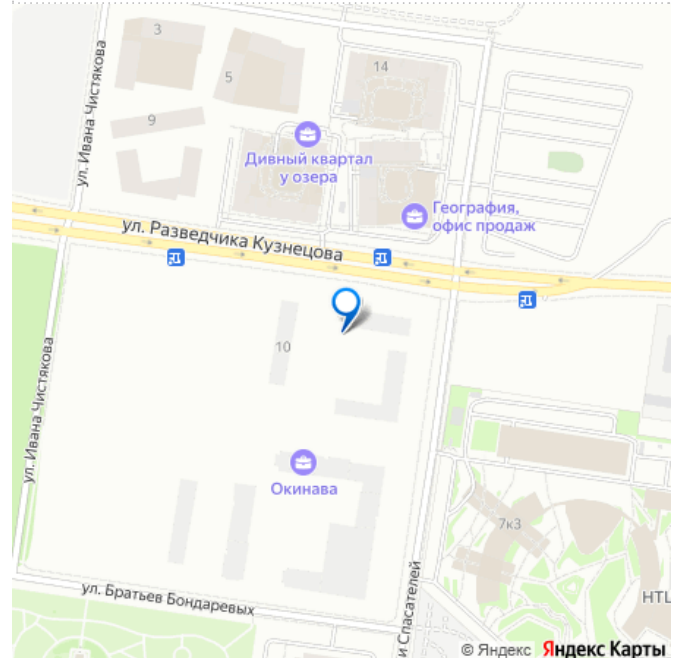 3
14
5
9
ул. Ивана Чистякова
Дивный квартал
у озера
География,
офис продаж
ул. Разведчика Кузнецова
10
ул. Ивана Чистякова
Окинава
7к3
НТЦ
ул. Братьев Бондаревых
и Спасателей
© Яндекс Яндекс Карты